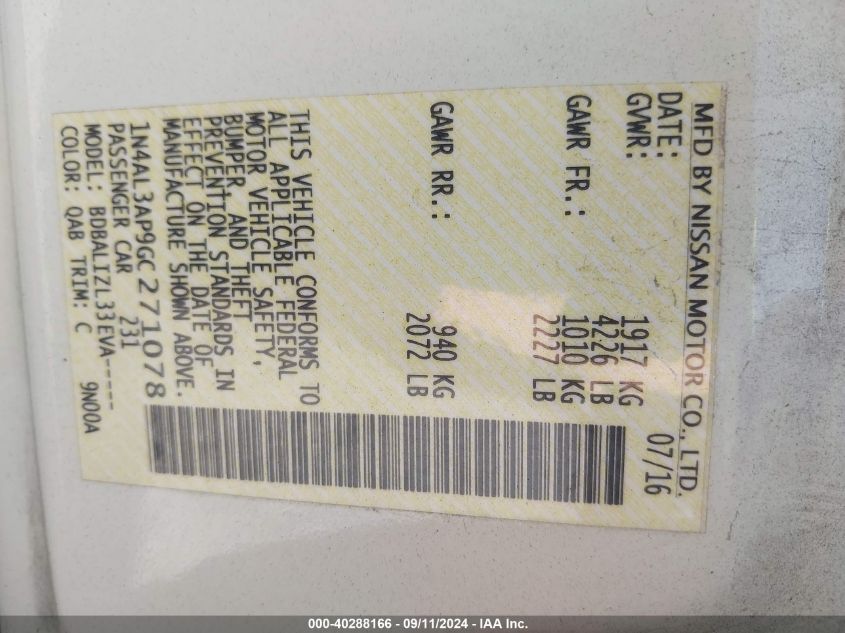 MFD BY NISSAN MOTOR CO., LTD.
DATE: 07/16
GVWR: 1917 KG
4226 LB
GAWR FR.: 1010 KG
2227 LB
GAWR RR.: 940 KG
2072 LB
THIS VEHICLE CONFORMS TO
ALL APPLICABLE FEDERAL
MOTOR VEHICLE SAFETY,
BUMPER, AND THEFT
PREVENTION STANDARDS IN
EFFECT ON THE DATE OF
MANUFACTURE SHOWN ABOVE.
1N4AL3AP9GC271078
PASSENGER CAR 231
MODEL: BDBALIZL33EVA-----
COLOR: QAB TRIM: C 9N00A
000-40288166 - 09/11/2024 - IAA Inc.